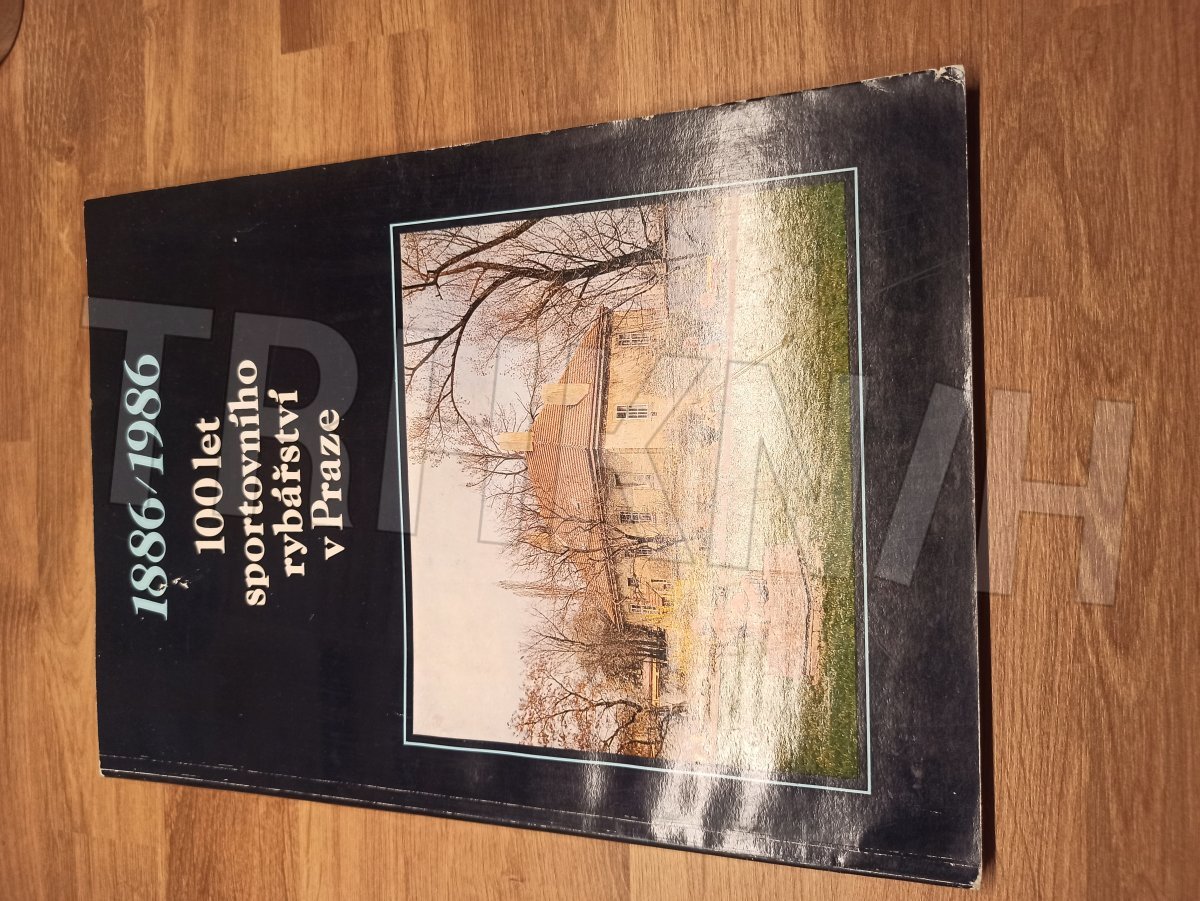 1886/1986
100 let
sportovního
rybářství
v Praze
TRIKNIH